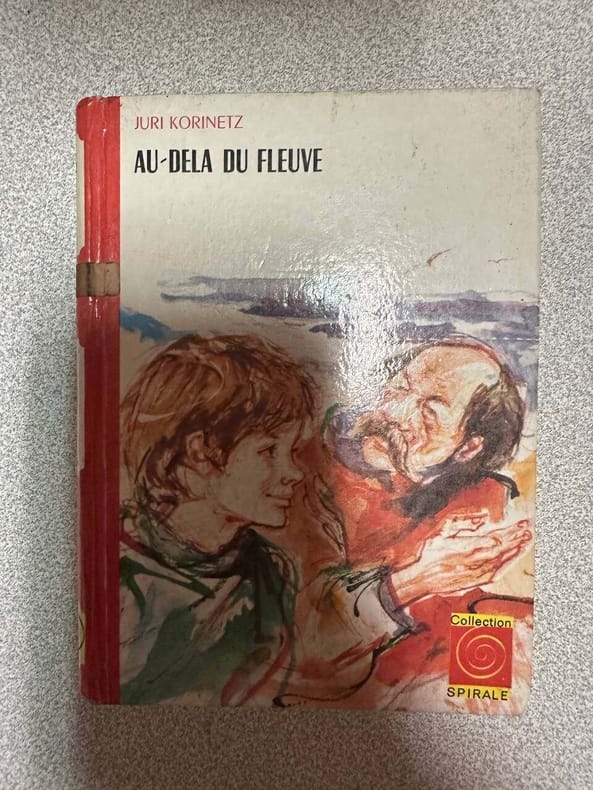 JURI KORINETZ
AU-DELA DU FLEUVE
Collection
SPIRALE